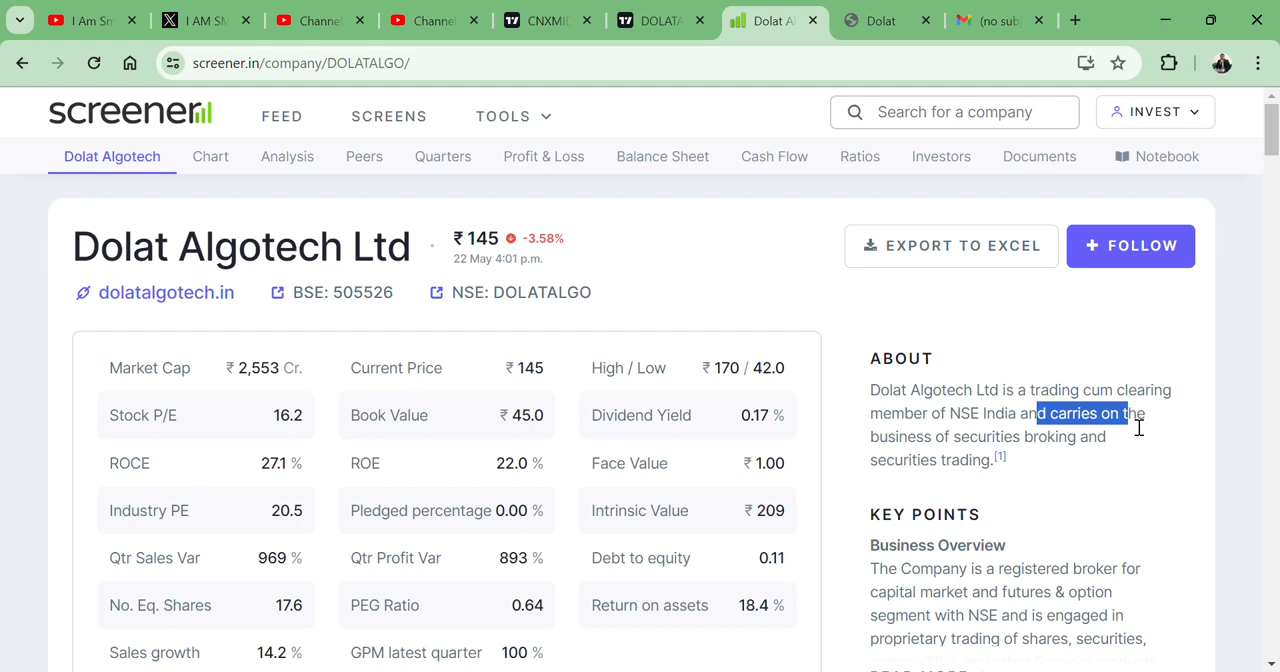 I Am Sm
I AM SM
Channel
Channel
CNXMI
DOLATA
Dolat Al
Dolat
(no sub
screener.in/company/DOLATALGO/
screener
FEED
SCREENS
TOOLS
Search for a company
INVEST
Dolat Algotech
Chart
Analysis
Peers
Quarters
Profit & Loss
Balance Sheet
Cash Flow
Ratios
Investors
Documents
Notebook
Dolat Algotech Ltd
₹ 145 -3.58%
22 May 4:01 p.m.
EXPORT TO EXCEL
+ FOLLOW
dolatalgotech.in
BSE: 505526
NSE: DOLATALGO
Market Cap ₹ 2,553 Cr.
Current Price ₹ 145
High / Low ₹ 170 / 42.0
Stock P/E 16.2
Book Value ₹ 45.0
Dividend Yield 0.17 %
ROCE 27.1 %
ROE 22.0 %
Face Value ₹ 1.00
Industry PE 20.5
Pledged percentage 0.00 %
Intrinsic Value ₹ 209
Qtr Sales Var 969 %
Qtr Profit Var 893 %
Debt to equity 0.11
No. Eq. Shares 17.6
PEG Ratio 0.64
Return on assets 18.4 %
Sales growth 14.2 %
GPM latest quarter 100 %
ABOUT
Dolat Algotech Ltd is a trading cum clearing
member of NSE India and carries on the
business of securities broking and
securities trading.[1]
KEY POINTS
Business Overview
The Company is a registered broker for
capital market and futures & option
segment with NSE and is engaged in
proprietary trading of shares, securities,